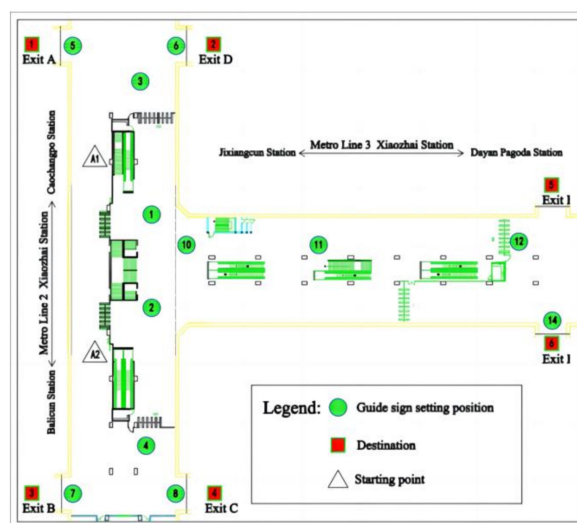 1
5
6
2
Exit A
Exit D
3
Metro Line 3 Xiaozhai Station
Jixiangcun Station
Dayan Pagoda Station
Caochangpo Station
A1
5
Exit I
1
10
11
12
Metro Line 2 Xiaozhai Station
2
14
A2
6
Exit I
Balicun Station
Legend:
Guide sign setting position
Destination
Starting point
4
3
7
8
4
Exit B
Exit C